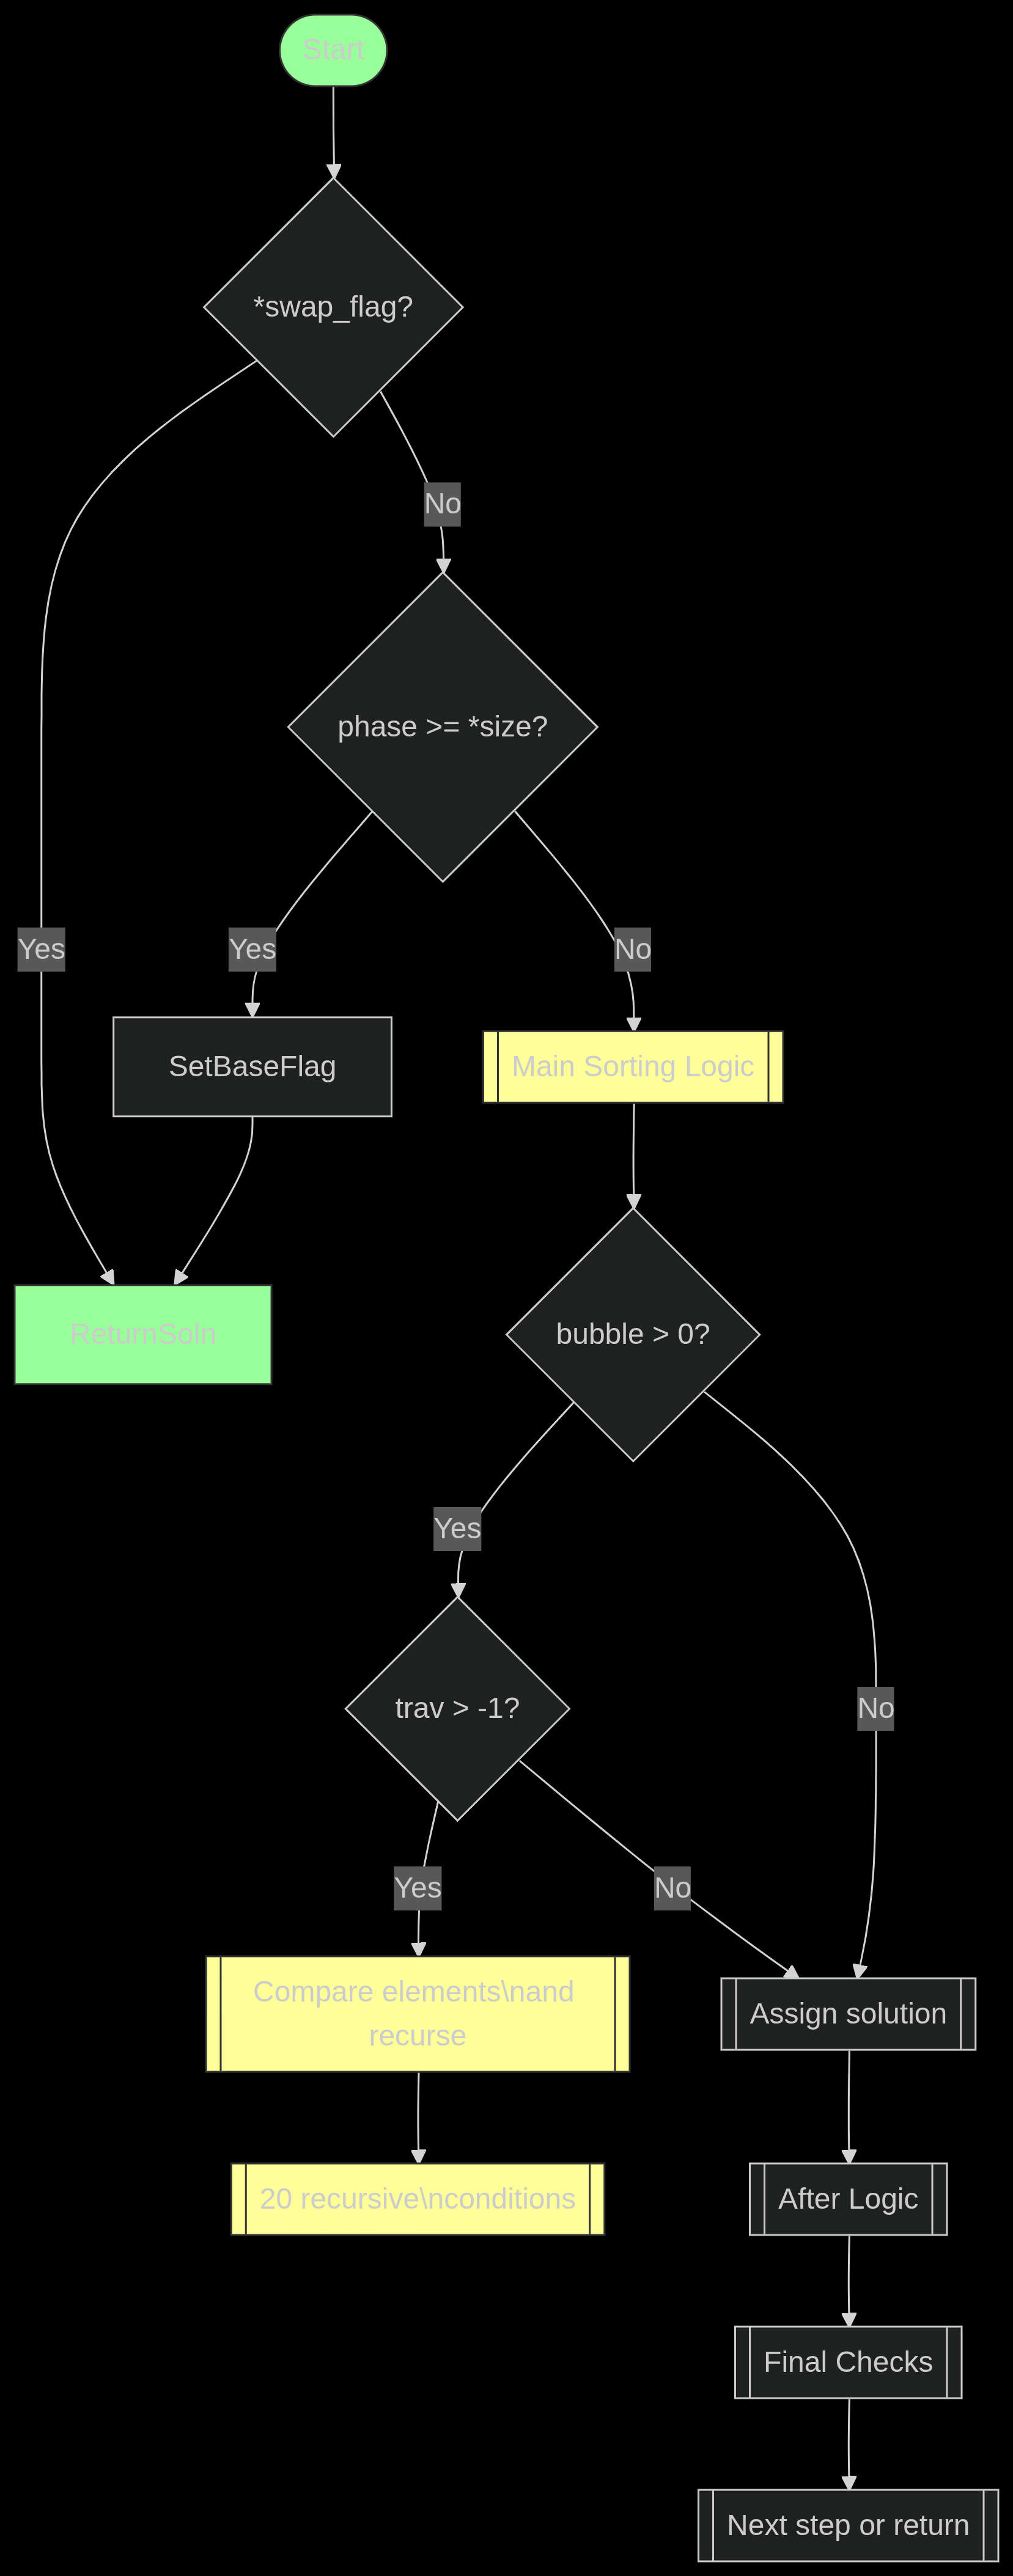 Start
*swap_flag?
No
phase >= *size?
Yes
Yes
No
SetBaseFlag
Main Sorting Logic
ReturnSoln
bubble > 0?
Yes
trav > -1?
No
Yes
No
Compare elements\nand
recurse
Assign solution
20 recursive\nconditions
After Logic
Final Checks
Next step or return